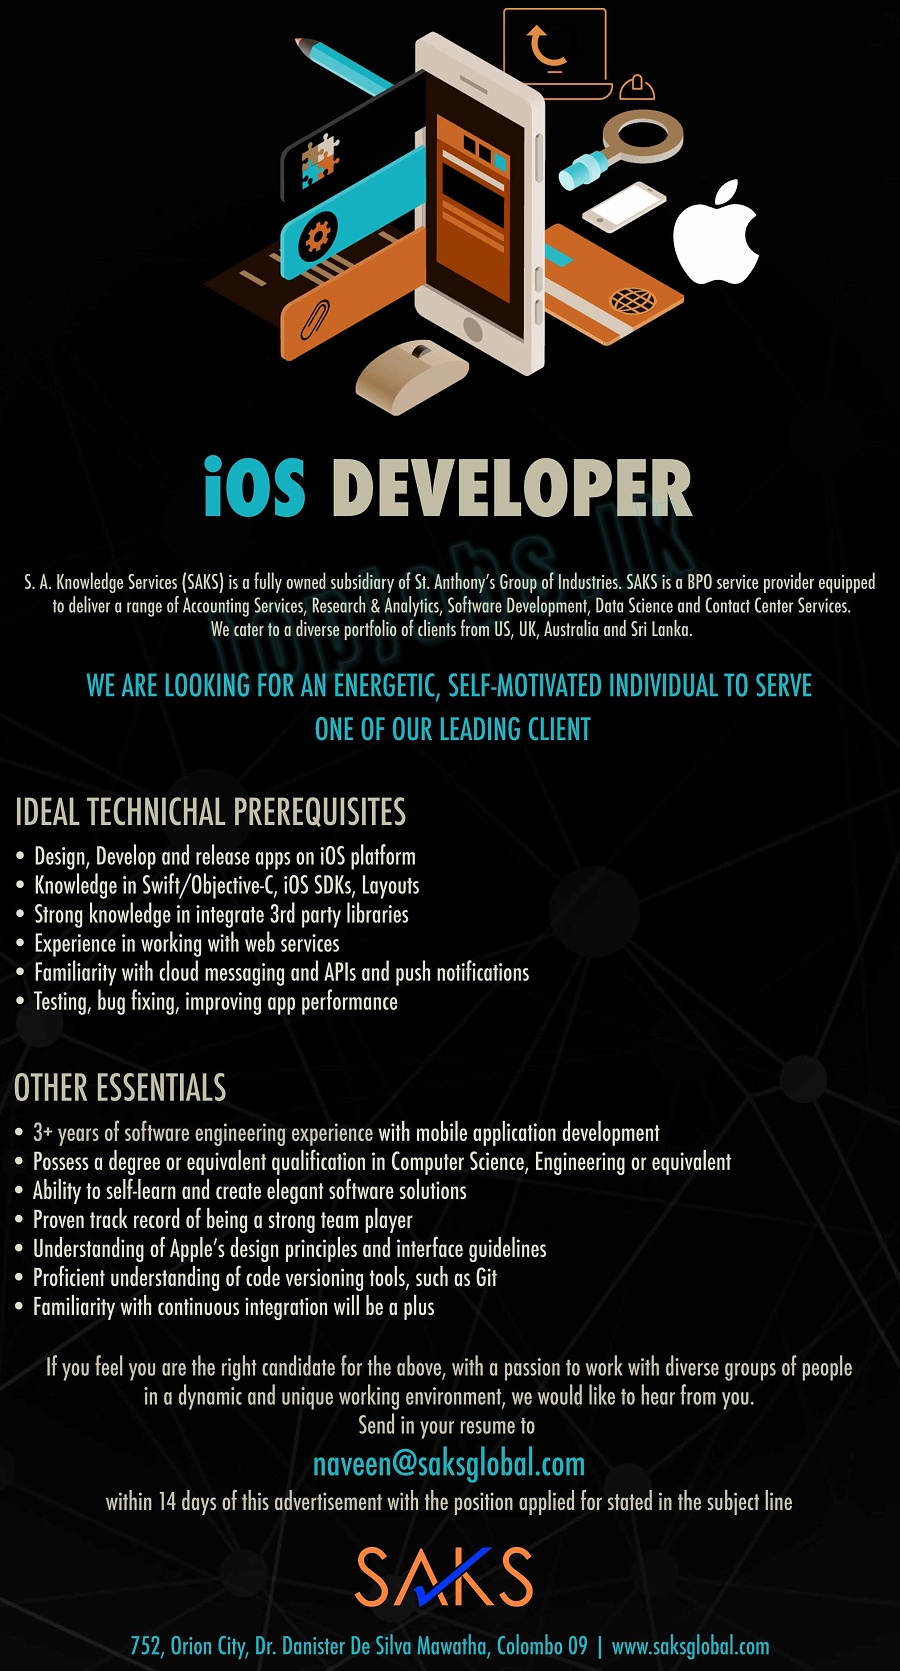 iOS DEVELOPER
topjobs.lk
S. A. Knowledge Services (SAKS) is a fully owned subsidiary of St. Anthony's Group of Industries. SAKS is a BPO service provider equipped
to deliver a range of Accounting Services, Research & Analytics, Software Development, Data Science and Contact Center Services.
We cater to a diverse portfolio of clients from US, UK, Australia and Sri Lanka.
WE ARE LOOKING FOR AN ENERGETIC, SELF-MOTIVATED INDIVIDUAL TO SERVE
ONE OF OUR LEADING CLIENT
IDEAL TECHNICHAL PREREQUISITES
• Design, Develop and release apps on iOS platform
• Knowledge in Swift/Objective-C, iOS SDKs, Layouts
• Strong knowledge in integrate 3rd party libraries
• Experience in working with web services
• Familiarity with cloud messaging and APIs and push notifications
• Testing, bug fixing, improving app performance
OTHER ESSENTIALS
• 3+ years of software engineering experience with mobile application development
• Possess a degree or equivalent qualification in Computer Science, Engineering or equivalent
• Ability to self-learn and create elegant software solutions
• Proven track record of being a strong team player
• Understanding of Apple's design principles and interface guidelines
• Proficient understanding of code versioning tools, such as Git
• Familiarity with continuous integration will be a plus
If you feel you are the right candidate for the above, with a passion to work with diverse groups of people
in a dynamic and unique working environment, we would like to hear from you.
Send in your resume to
naveen@saksglobal.com
within 14 days of this advertisement with the position applied for stated in the subject line
SAKS
752, Orion City, Dr. Danister De Silva Mawatha, Colombo 09 | www.saksglobal.com